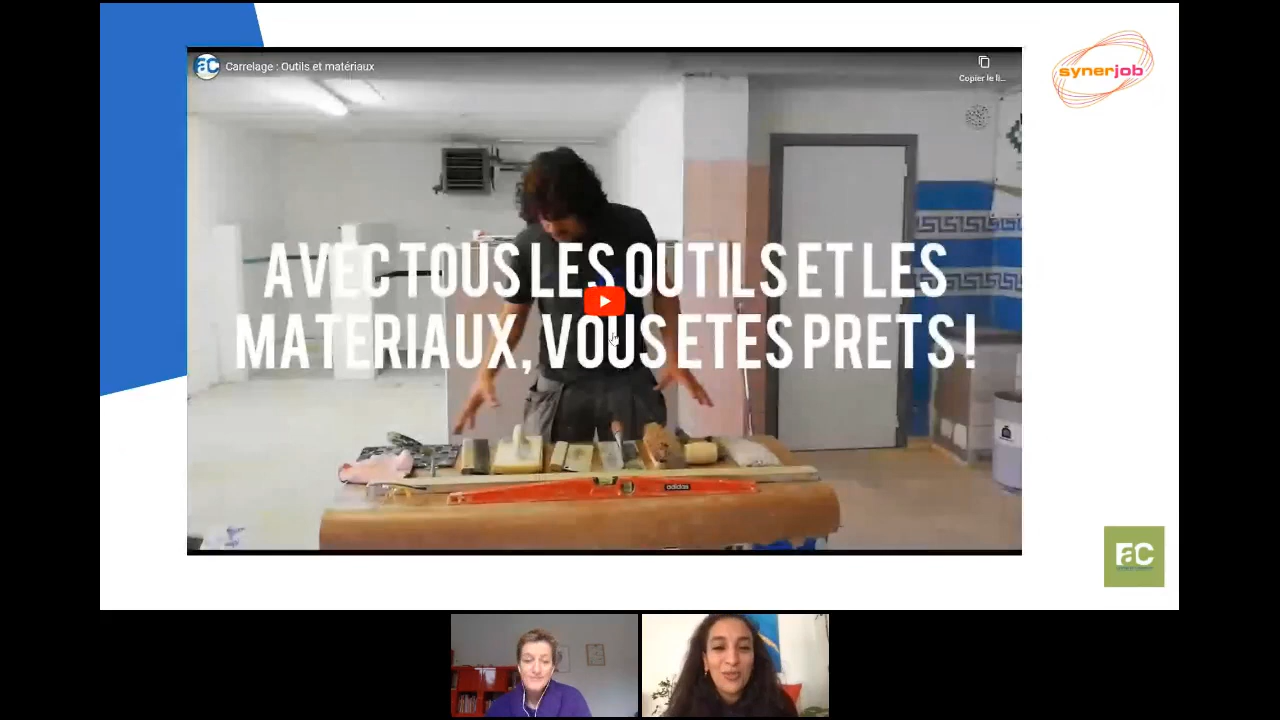 Carrelage : Outils et matériaux
Copier le li...
synerjob
AVEC TOUS LES OUTILS ET LES
MATERIAUX, VOUS ETES PRETS !
adidas